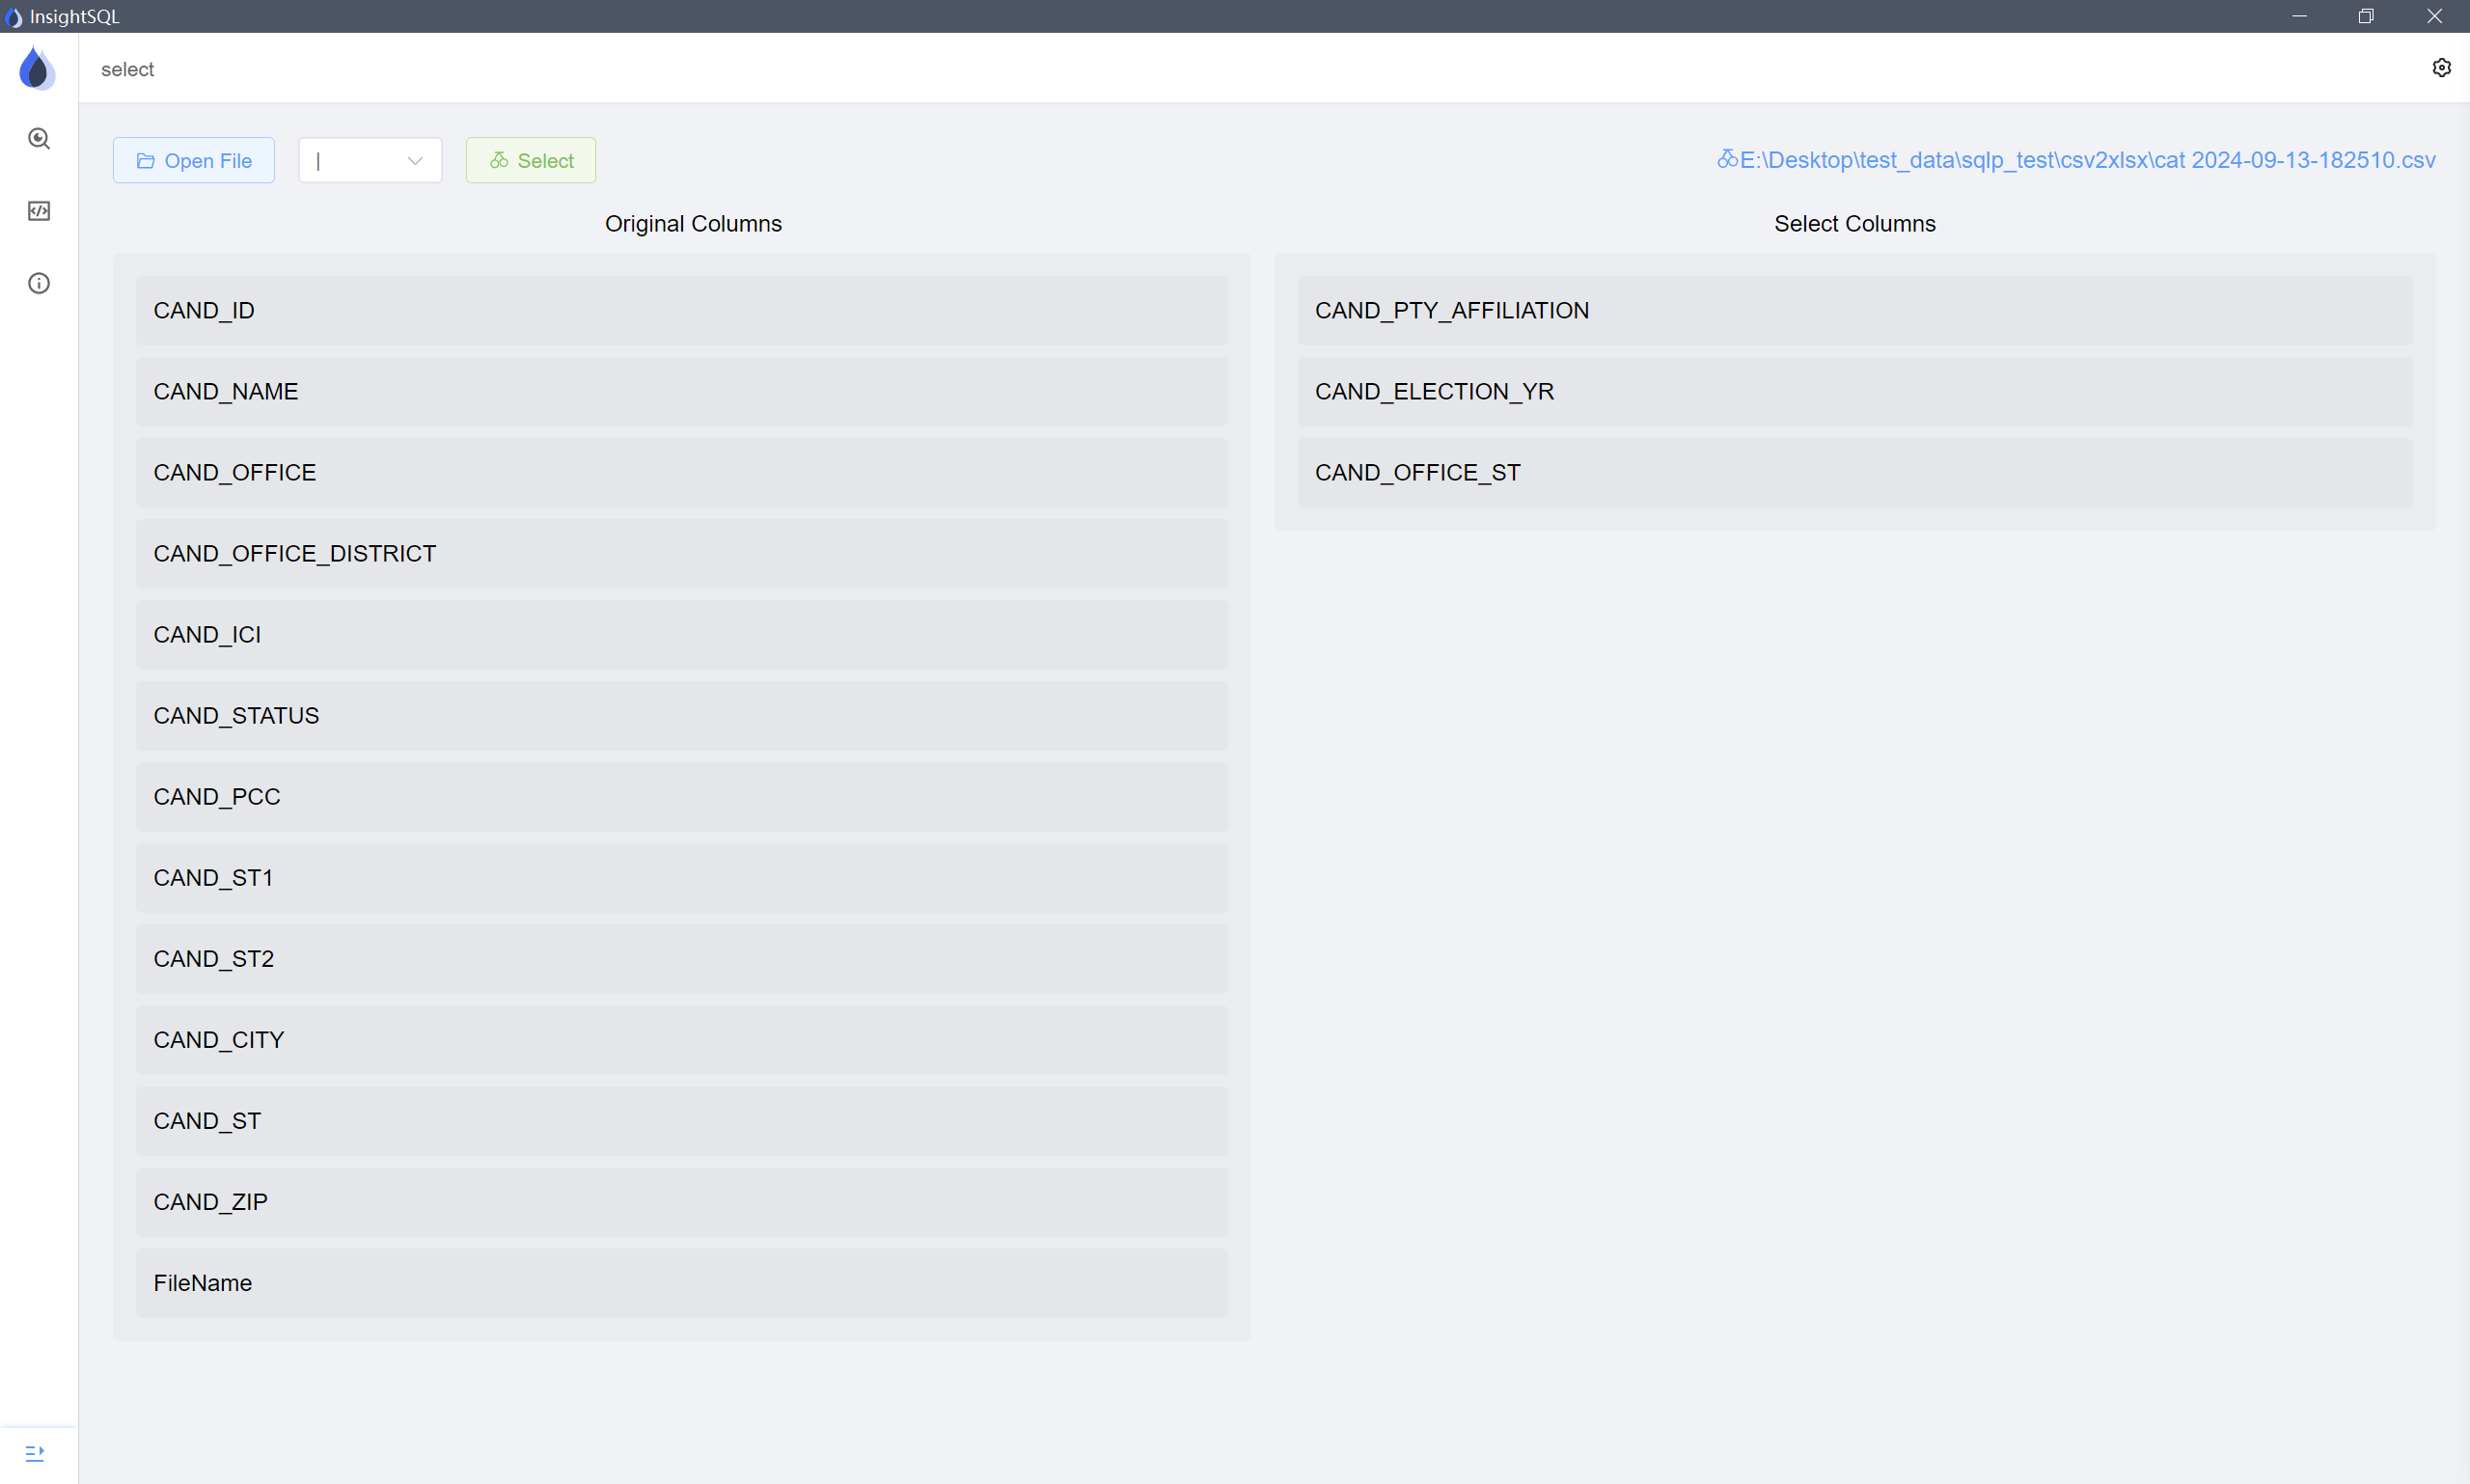 InsightSQL
select
Open File
|
Select
E:\Desktop\test_data\sqlp_test\csv2xlsx\cat 2024-09-13-182510.csv
Original Columns
CAND_ID
CAND_NAME
CAND_OFFICE
CAND_OFFICE_DISTRICT
CAND_ICI
CAND_STATUS
CAND_PCC
CAND_ST1
CAND_ST2
CAND_CITY
CAND_ST
CAND_ZIP
FileName
Select Columns
CAND_PTY_AFFILIATION
CAND_ELECTION_YR
CAND_OFFICE_ST